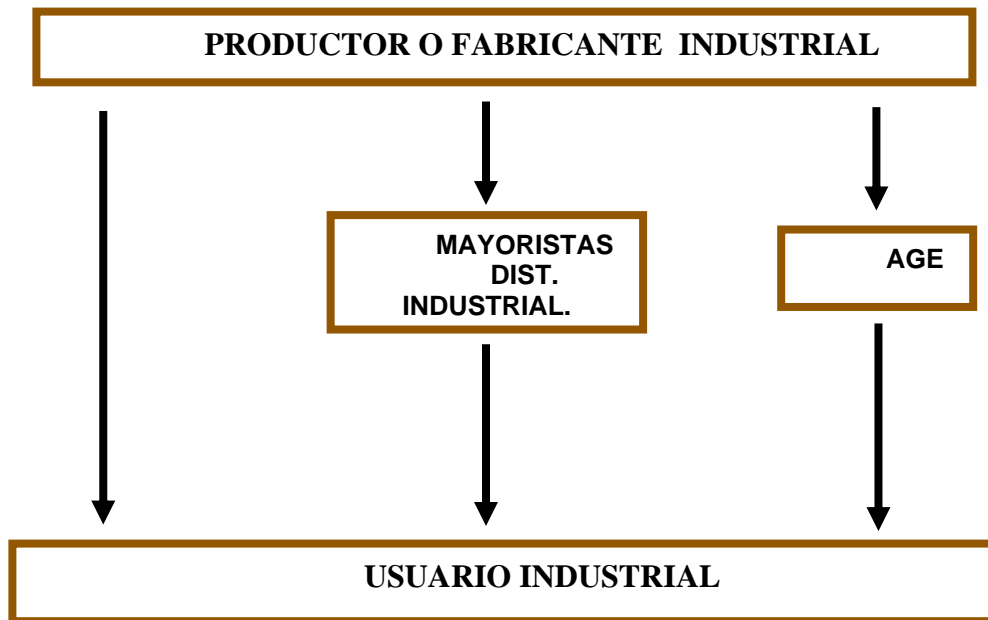 PRODUCTOR O FABRICANTE INDUSTRIAL
MAYORISTAS
DIST.
INDUSTRIAL.
AGE
USUARIO INDUSTRIAL